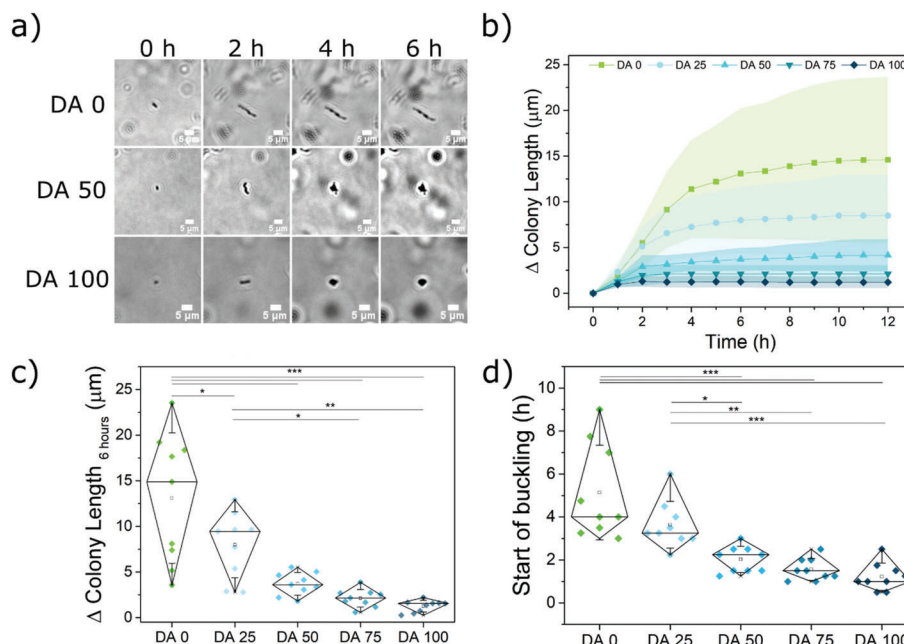 a)
0 h 2 h 4 h 6 h
DA 0
5 µm 5 µm 5 µm 5 µm
DA 50
5 µm 5 µm 5 µm 5 µm
DA 100
5 µm 5 µm 5 µm 5 µm
b)
DA 0 DA 25 DA 50 DA 75 DA 100
Δ Colony Length (µm)
25
20
15
10
5
0
0 2 4 6 8 10 12
Time (h)
c)
Δ Colony Length 6 hours (µm)
25
20
15
10
5
0
***
*
**
*
DA 0 DA 25 DA 50 DA 75 DA 100
d)
Start of buckling (h)
10
8
6
4
2
0
***
*
**
***
DA 0 DA 25 DA 50 DA 75 DA 100